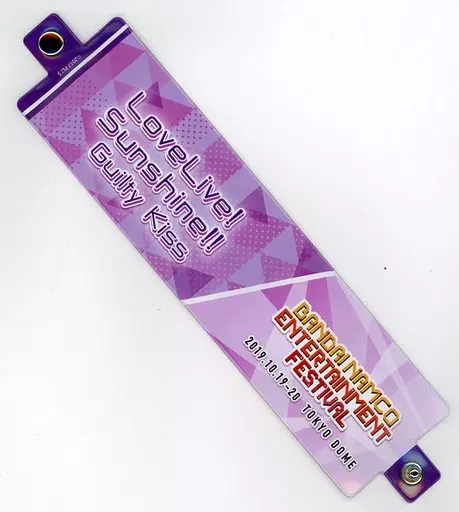 LoveLive!
Sunshine!!
Guilty Kiss
BANDAI NAMCO
ENTERTAINMENT
FESTIVAL
2019.10.19-20 TOKYO DOME